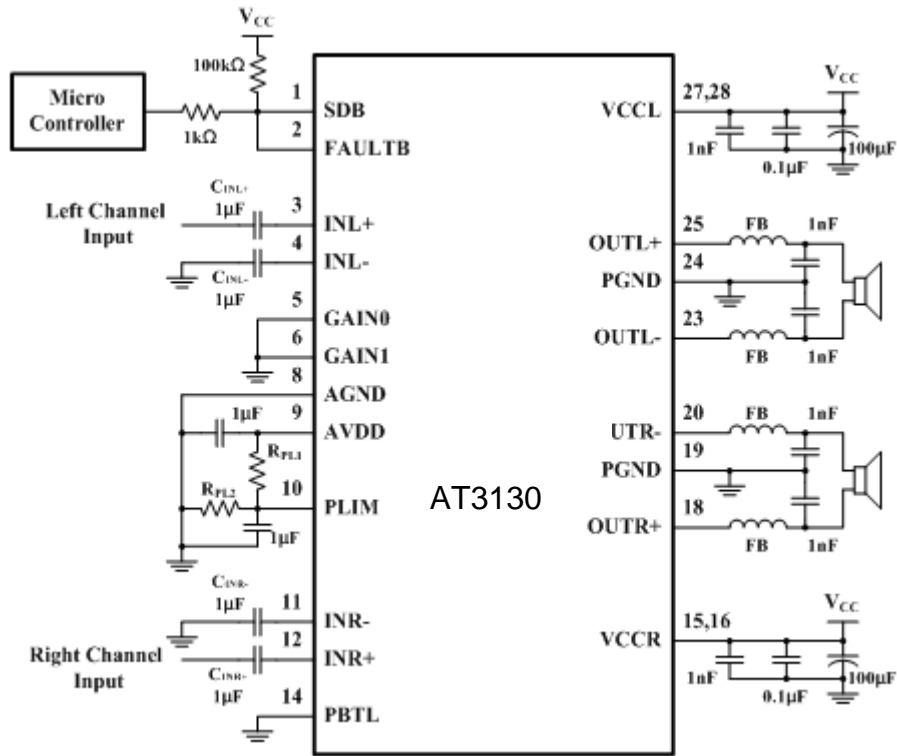 VCC
100kΩ
Micro
Controller
1kΩ
1
SDB
2
FAULTB
CINL+
1μF
Left Channel
Input
3
INL+
4
INL-
CINL-
1μF
5
GAIN0
6
GAIN1
8
AGND
1μF
9
AVDD
RPL1
RPL2
10
PLIM
1μF
CINR-
1μF
11
INR-
12
INR+
Right Channel
Input
CINR+
1μF
14
PBTL
AT3130
VCC
27,28
VCCL
1nF
0.1μF
100μF
25
FB
1nF
OUTL+
24
PGND
23
OUTL-
FB
1nF
20
FB
1nF
UTR-
19
PGND
18
OUTR+
FB
1nF
VCC
15,16
VCCR
1nF
0.1μF
100μF